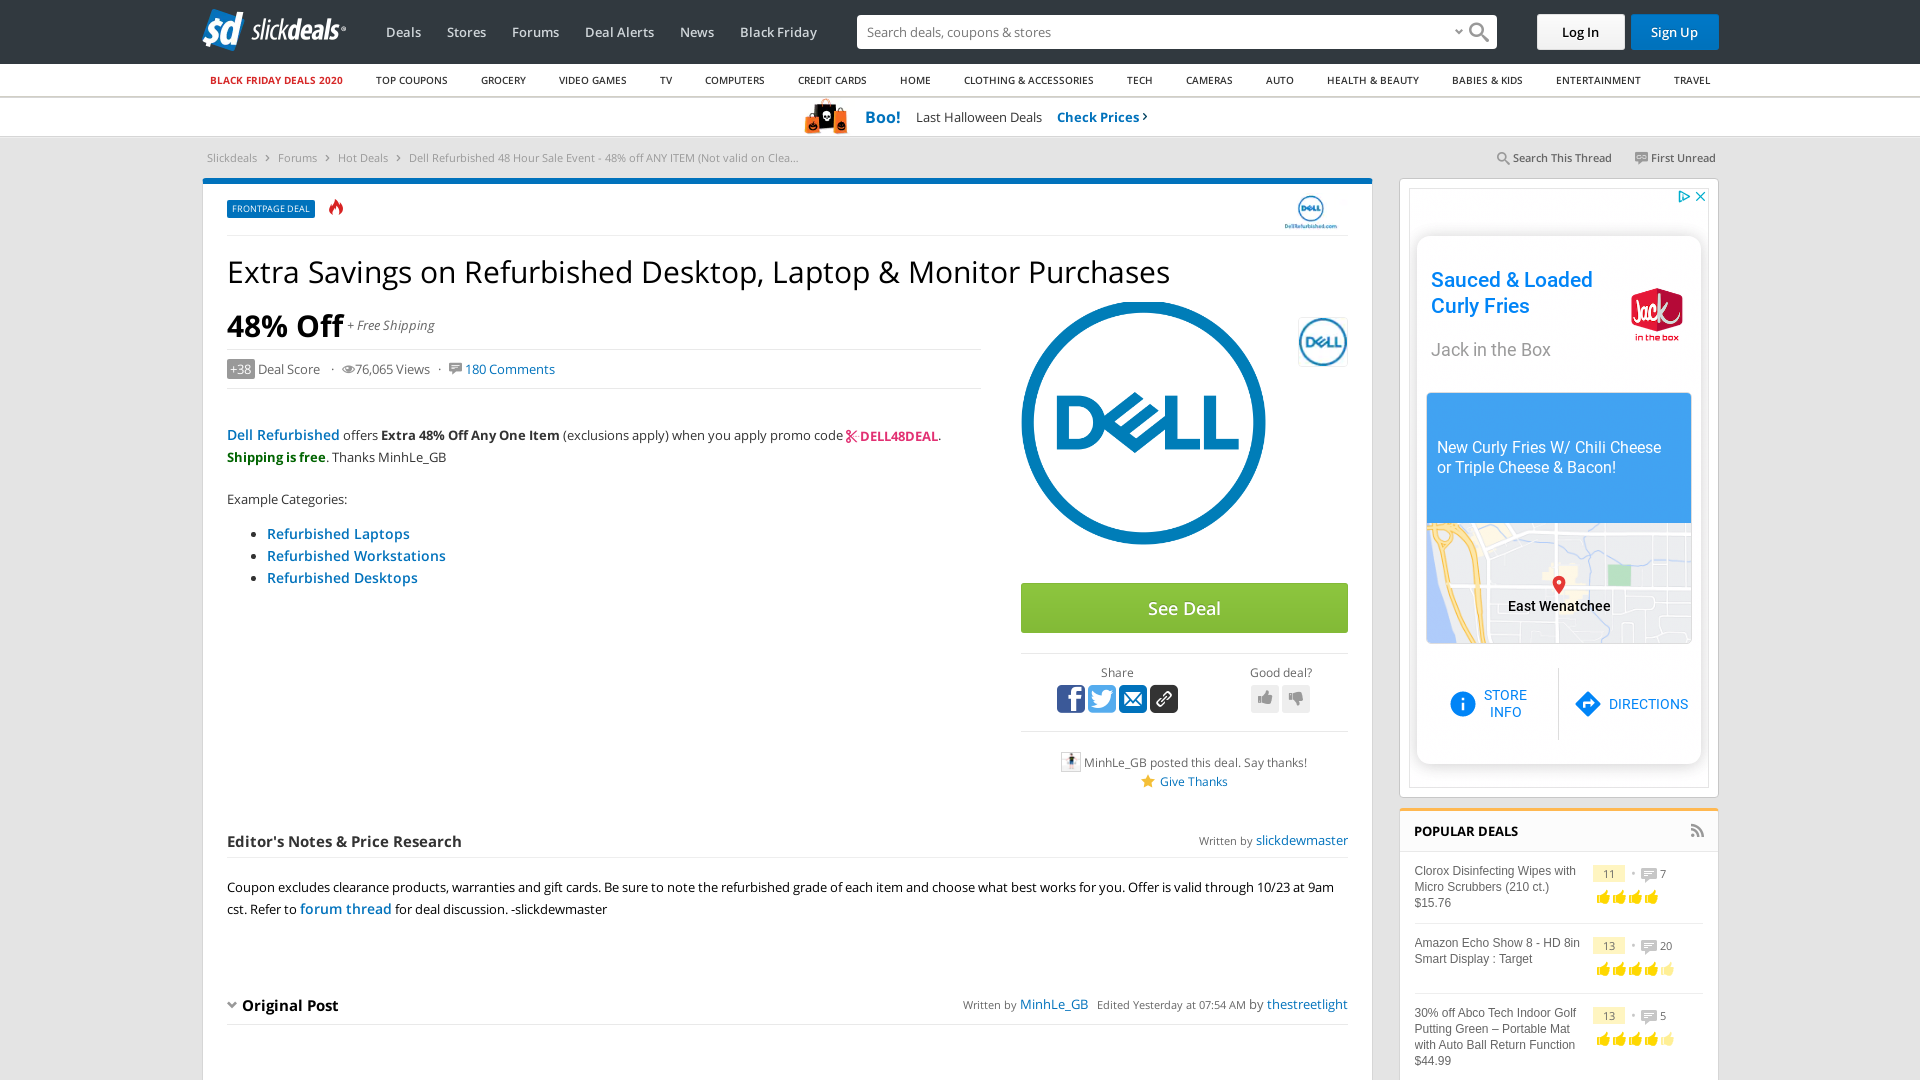 sd slickdeals
Deals
Stores
Forums
Deal Alerts
News
Black Friday
Search deals, coupons & stores
Log In
Sign Up
BLACK FRIDAY DEALS 2020
TOP COUPONS
GROCERY
VIDEO GAMES
TV
COMPUTERS
CREDIT CARDS
HOME
CLOTHING & ACCESSORIES
TECH
CAMERAS
AUTO
HEALTH & BEAUTY
BABIES & KIDS
ENTERTAINMENT
TRAVEL
Boo! Last Halloween Deals Check Prices
Slickdeals
Forums
Hot Deals
Dell Refurbished 48 Hour Sale Event - 48% off ANY ITEM (Not valid on Clea...
Search This Thread
First Unread
FRONTPAGE DEAL
DELL
DellRefurbished.com
Extra Savings on Refurbished Desktop, Laptop & Monitor Purchases
48% Off + Free Shipping
+38 Deal Score · 76,065 Views · 180 Comments
Dell Refurbished offers Extra 48% Off Any One Item (exclusions apply) when you apply promo code DELL48DEAL.
Shipping is free. Thanks MinhLe_GB
Example Categories:
• Refurbished Laptops
• Refurbished Workstations
• Refurbished Desktops
DELL
DELL
See Deal
Share
Good deal?
MinhLe_GB posted this deal. Say thanks!
Give Thanks
Editor's Notes & Price Research
Written by slickdewmaster
Coupon excludes clearance products, warranties and gift cards. Be sure to note the refurbished grade of each item and choose what best works for you. Offer is valid through 10/23 at 9am
cst. Refer to forum thread for deal discussion. -slickdewmaster
Original Post
Written by MinhLe_GB Edited Yesterday at 07:54 AM by thestreetlight
Sauced & Loaded
Curly Fries
Jack in the Box
Jack
in the box
New Curly Fries W/ Chili Cheese
or Triple Cheese & Bacon!
East Wenatchee
STORE
INFO
DIRECTIONS
POPULAR DEALS
Clorox Disinfecting Wipes with
Micro Scrubbers (210 ct.)
$15.76
11 • 7
Amazon Echo Show 8 - HD 8in
Smart Display : Target
13 • 20
30% off Abco Tech Indoor Golf
Putting Green – Portable Mat
with Auto Ball Return Function
$44.99
13 • 5